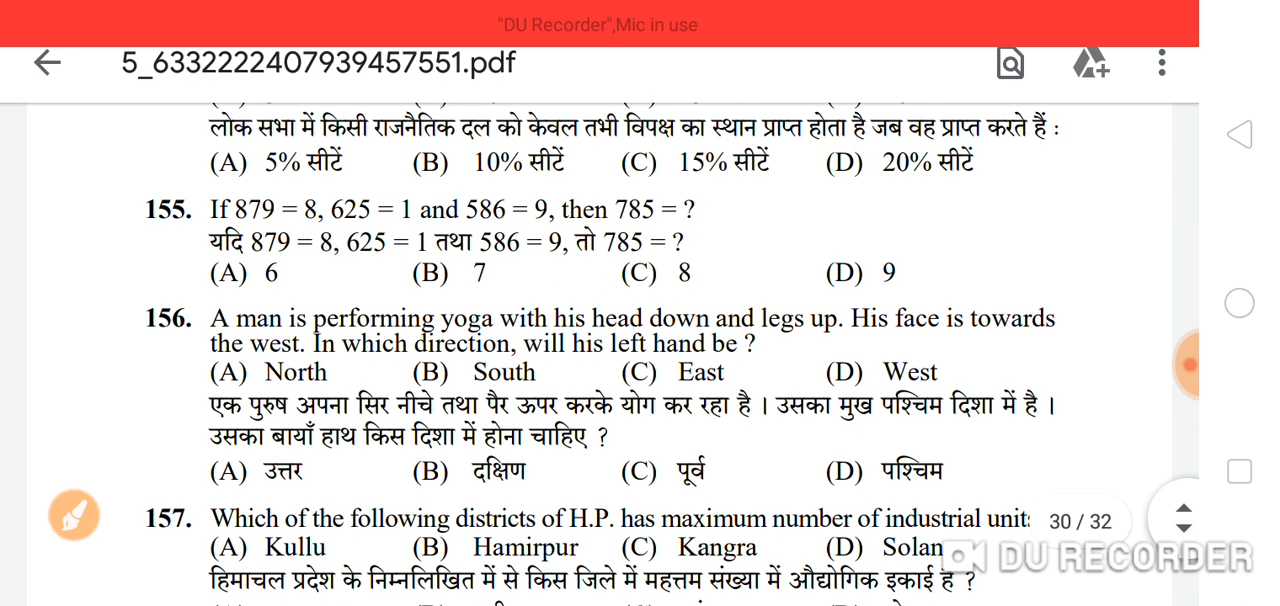 "DU Recorder",Mic in use
5_6332222407939457551.pdf
लोक सभा में किसी राजनैतिक दल को केवल तभी विपक्ष का स्थान प्राप्त होता है जब वह प्राप्त करते हैं :
(A) 5% सीटें (B) 10% सीटें (C) 15% सीटें (D) 20% सीटें
155. If 879 = 8, 625 = 1 and 586 = 9, then 785 = ?
यदि 879 = 8, 625 = 1 तथा 586 = 9, तो 785 = ?
(A) 6 (B) 7 (C) 8 (D) 9
156. A man is performing yoga with his head down and legs up. His face is towards
the west. In which direction, will his left hand be ?
(A) North (B) South (C) East (D) West
एक पुरुष अपना सिर नीचे तथा पैर ऊपर करके योग कर रहा है । उसका मुख पश्चिम दिशा में है ।
उसका बायाँ हाथ किस दिशा में होना चाहिए ?
(A) उत्तर (B) दक्षिण (C) पूर्व (D) पश्चिम
157. Which of the following districts of H.P. has maximum number of industrial unit
30 / 32
(A) Kullu (B) Hamirpur (C) Kangra (D) Solan
DU RECORDER
हिमाचल प्रदेश के निम्नलिखित में से किस जिले में महत्तम संख्या में औद्योगिक इकाई हैं ?